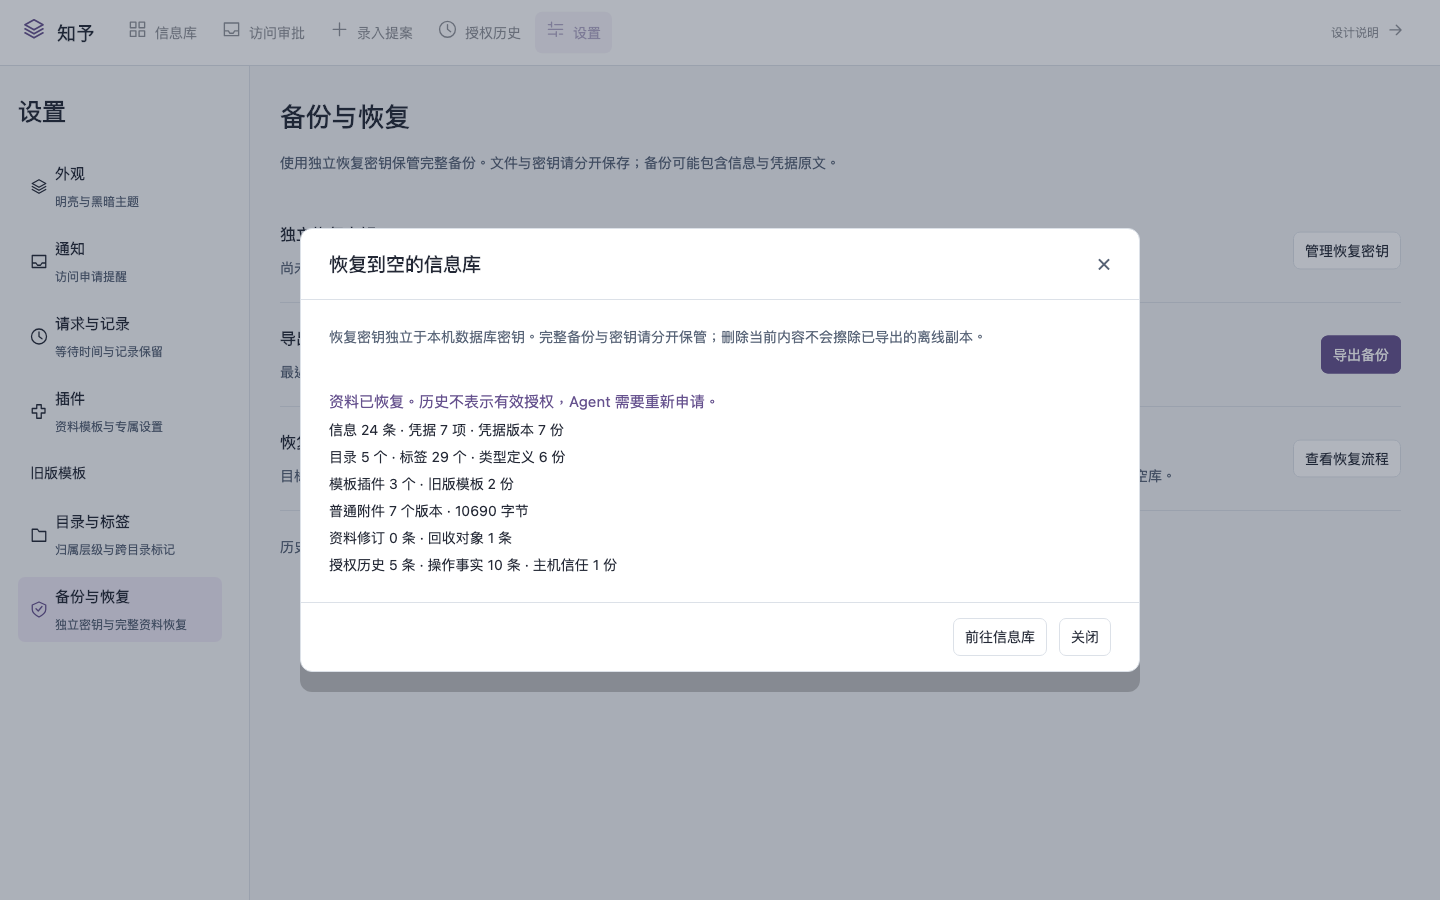 知予
信息库
访问审批
录入提案
授权历史
设置
设计说明
设置
外观
明亮与黑暗主题
通知
访问申请提醒
请求与记录
等待时间与记录保留
插件
资料模板与专属设置
旧版模板
目录与标签
归属层级与跨目录标记
备份与恢复
独立密钥与完整资料恢复
备份与恢复
使用独立恢复密钥保管完整备份。文件与密钥请分开保存；备份可能包含信息与凭据原文。
管理恢复密钥
导出备份
查看恢复流程
空库。
恢复到空的信息库
恢复密钥独立于本机数据库密钥。完整备份与密钥请分开保管；删除当前内容不会擦除已导出的离线副本。
资料已恢复。历史不表示有效授权，Agent 需要重新申请。
信息 24 条 · 凭据 7 项 · 凭据版本 7 份
目录 5 个 · 标签 29 个 · 类型定义 6 份
模板插件 3 个 · 旧版模板 2 份
普通附件 7 个版本 · 10690 字节
资料修订 0 条 · 回收对象 1 条
授权历史 5 条 · 操作事实 10 条 · 主机信任 1 份
前往信息库
关闭